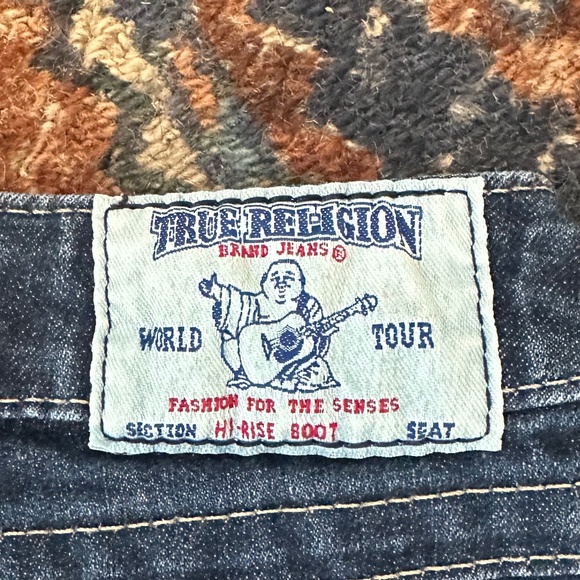 TRUE RELIGION
BRAND JEANS®
WORLD TOUR
FASHION FOR THE SENSES
SECTION HI-RISE BOOT SEAT